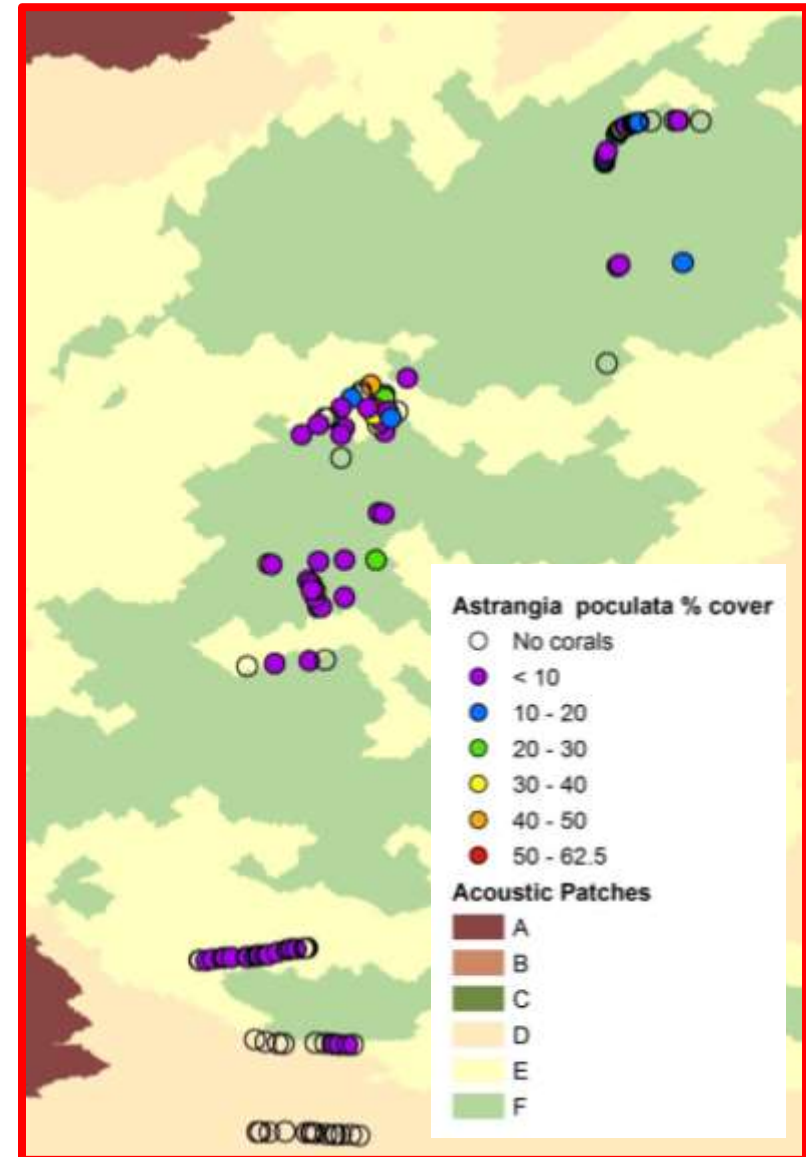 Astrangia poculata % cover
No corals
< 10
10 - 20
20 - 30
30 - 40
40 - 50
50 - 62.5
Acoustic Patches
A
B
C
D
E
F